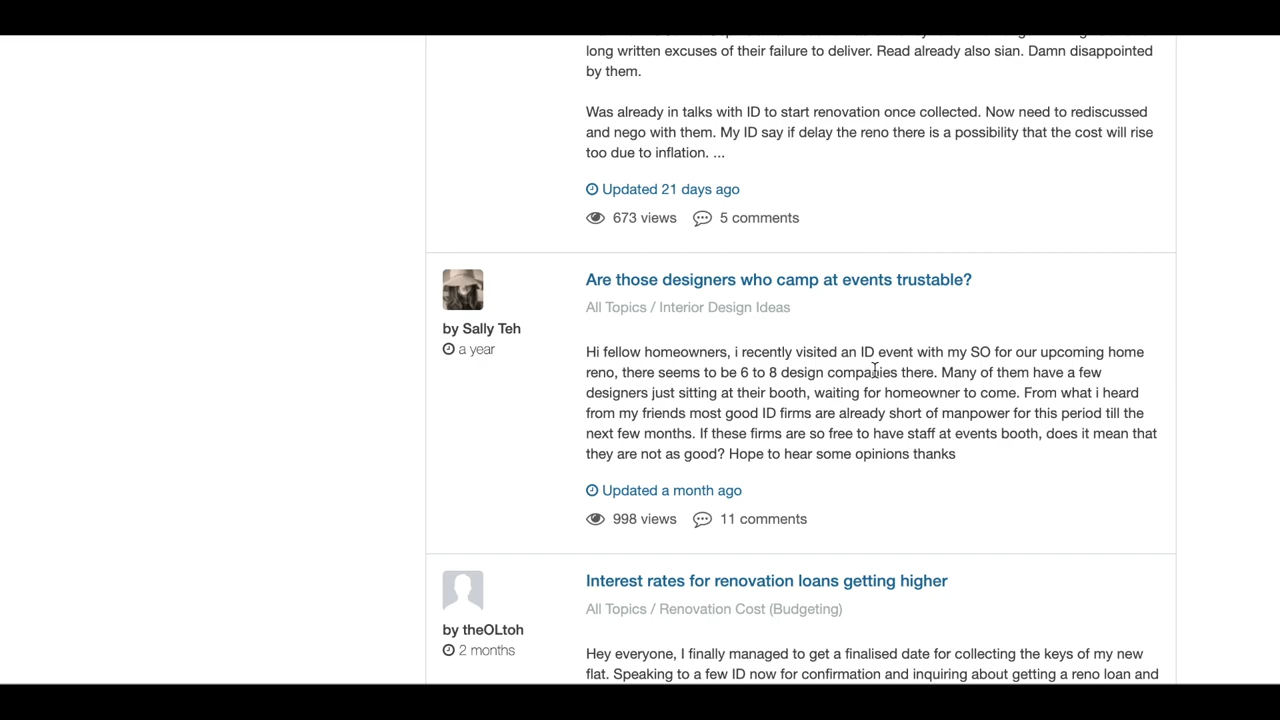 long written excuses of their failure to deliver. Read already also sian. Damn disappointed
by them.
Was already in talks with ID to start renovation once collected. Now need to rediscussed
and nego with them. My ID say if delay the reno there is a possibility that the cost will rise
too due to inflation. ...
Updated 21 days ago
673 views 5 comments
Are those designers who camp at events trustable?
by Sally Teh
a year
All Topics / Interior Design Ideas
Hi fellow homeowners, i recently visited an ID event with my SO for our upcoming home
reno, there seems to be 6 to 8 design companies there. Many of them have a few
designers just sitting at their booth, waiting for homeowner to come. From what i heard
from my friends most good ID firms are already short of manpower for this period till the
next few months. If these firms are so free to have staff at events booth, does it mean that
they are not as good? Hope to hear some opinions thanks
Updated a month ago
998 views 11 comments
Interest rates for renovation loans getting higher
by theOLtoh
2 months
All Topics / Renovation Cost (Budgeting)
Hey everyone, I finally managed to get a finalised date for collecting the keys of my new
flat. Speaking to a few ID now for confirmation and inquiring about getting a reno loan and